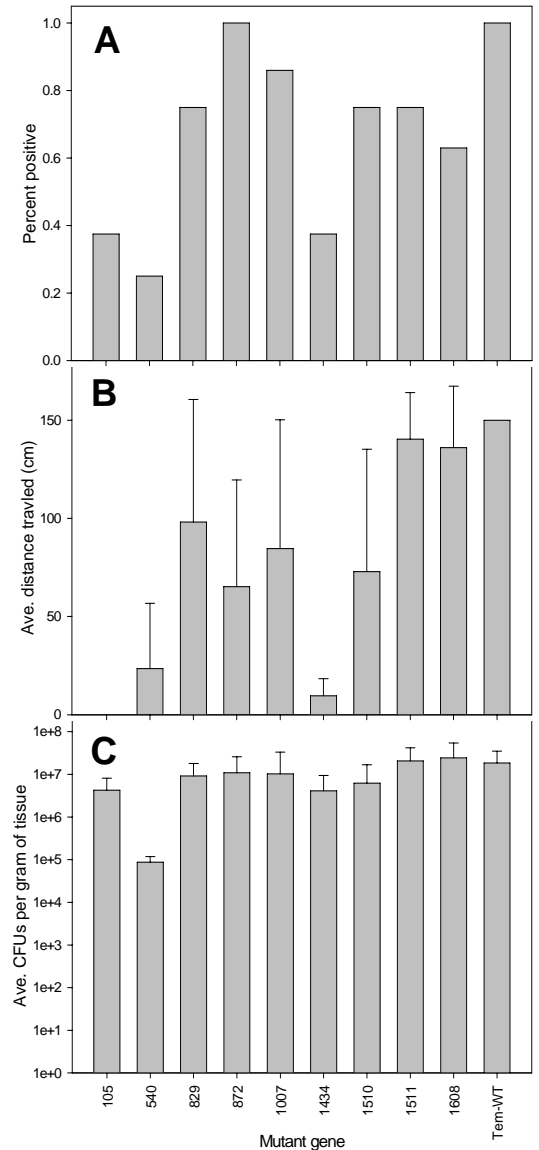 A
1.0
0.8
0.6
0.4
0.2
0.0
Percent positive
B
150
100
50
0
Ave. distance travled (cm)
C
1e+8
1e+7
1e+6
1e+5
1e+4
1e+3
1e+2
1e+1
1e+0
Ave. CFUs per gram of tissue
105 540 829 872 1007 1434 1510 1511 1608 Tem-WT
Mutant gene